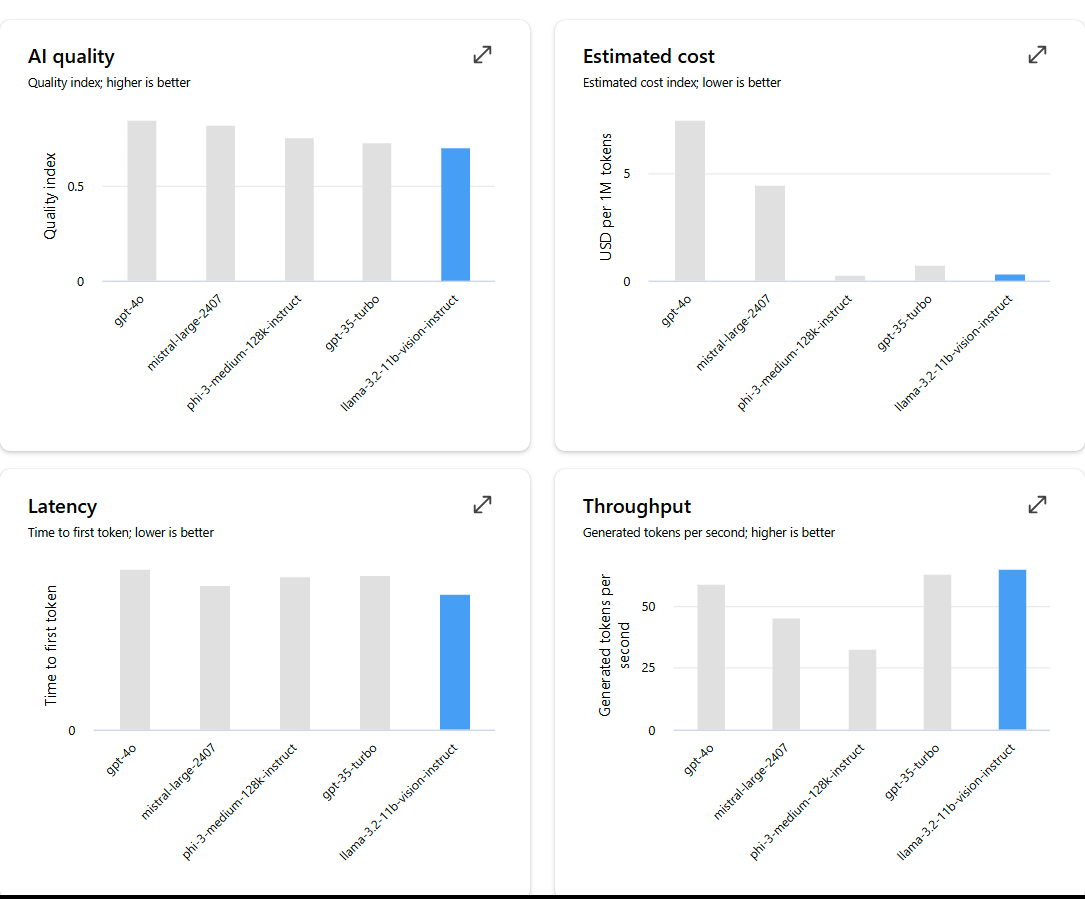 AI quality
Quality index; higher is better
Quality index
0.5
0
gpt-4o
mistral-large-2407
phi-3-medium-128k-instruct
gpt-35-turbo
llama-3.2-11b-vision-instruct
Estimated cost
Estimated cost index; lower is better
USD per 1M tokens
5
0
gpt-4o
mistral-large-2407
phi-3-medium-128k-instruct
gpt-35-turbo
llama-3.2-11b-vision-instruct
Latency
Time to first token; lower is better
Time to first token
0
gpt-4o
mistral-large-2407
phi-3-medium-128k-instruct
gpt-35-turbo
llama-3.2-11b-vision-instruct
Throughput
Generated tokens per second; higher is better
Generated tokens per
second
50
25
0
gpt-4o
mistral-large-2407
phi-3-medium-128k-instruct
gpt-35-turbo
llama-3.2-11b-vision-instruct